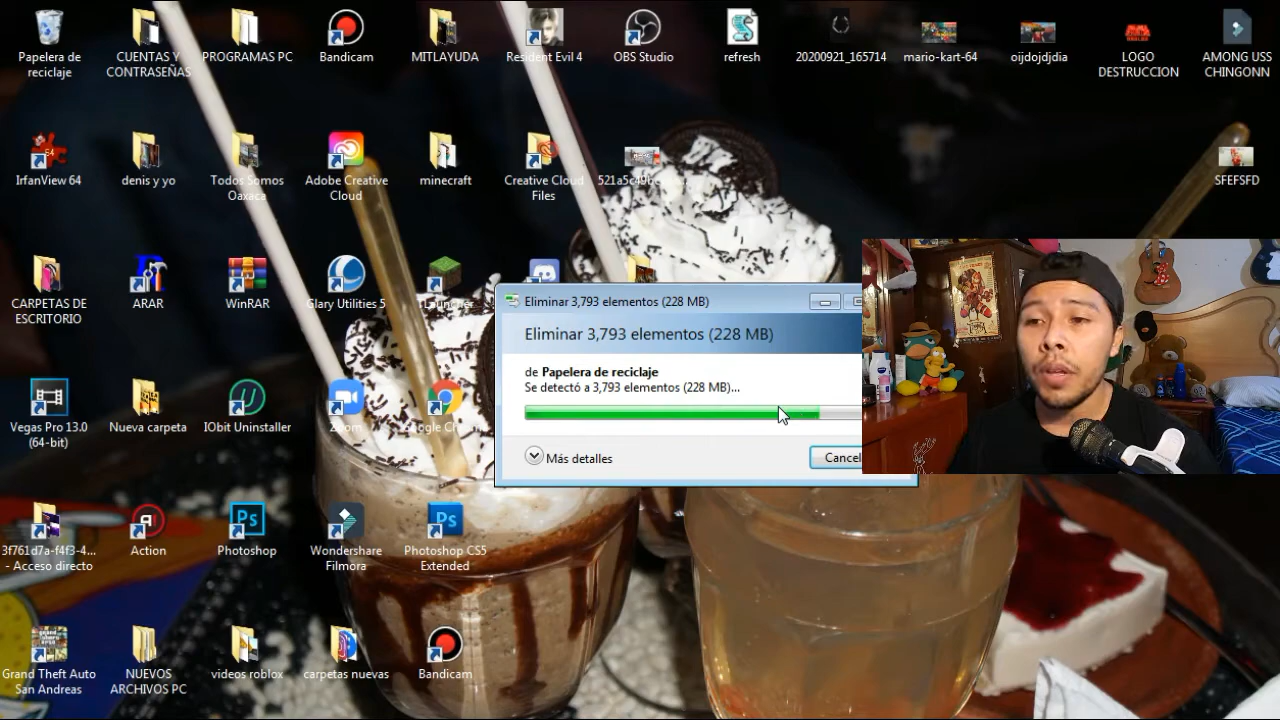 Papelera de
reciclaje
CUENTAS Y
CONTRASEÑAS
PROGRAMAS PC
Bandicam
MITLAYUDA
Resident Evil 4
OBS Studio
refresh
20200921_165714
mario-kart-64
oijdojdjdia
LOGO
DESTRUCCION
AMONG USS
CHINGONN
IrfanView 64
denis y yo
Todos Somos
Oaxaca
Adobe Creative
Cloud
minecraft
Creative Cloud
Files
SFEFSFD
CARPETAS DE
ESCRITORIO
ARAR
WinRAR
Glary Utilities 5
Eliminar 3,793 elementos (228 MB)
Eliminar 3,793 elementos (228 MB)
de Papelera de reciclaje
Se detectó a 3,793 elementos (228 MB)...
Más detalles
Cancel
Vegas Pro 13.0
(64-bit)
Nueva carpeta
IObit Uninstaller
Zoom
Google Chrome
3f761d7a-f4f3-4...
- Acceso directo
Action
Photoshop
Wondershare
Filmora
Photoshop CS5
Extended
Grand Theft Auto
San Andreas
NUEVOS
ARCHIVOS PC
videos roblox
carpetas nuevas
Bandicam